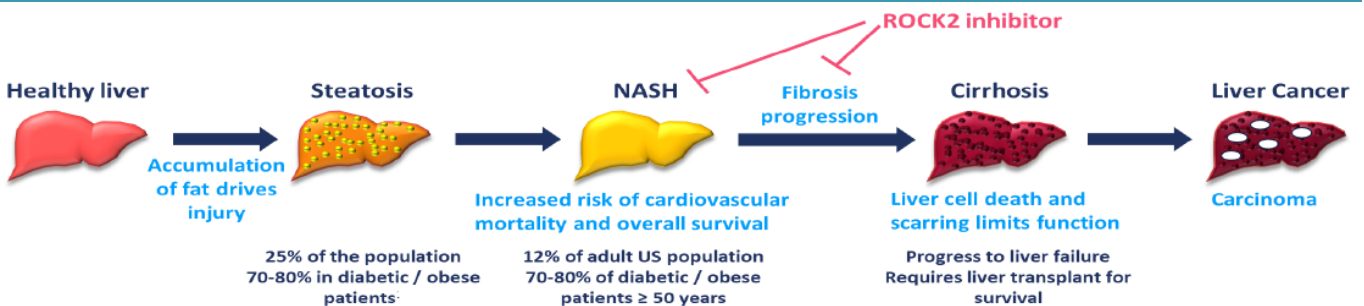 ROCK2 inhibitor
Healthy liver
Steatosis
NASH
Fibrosis
progression
Cirrhosis
Liver Cancer
Accumulation
of fat drives
injury
Increased risk of cardiovascular
mortality and overall survival
Liver cell death and
scarring limits function
Carcinoma
25% of the population
70-80% in diabetic / obese
patients
12% of adult US population
70-80% of diabetic / obese
patients ≥ 50 years
Progress to liver failure
Requires liver transplant for
survival